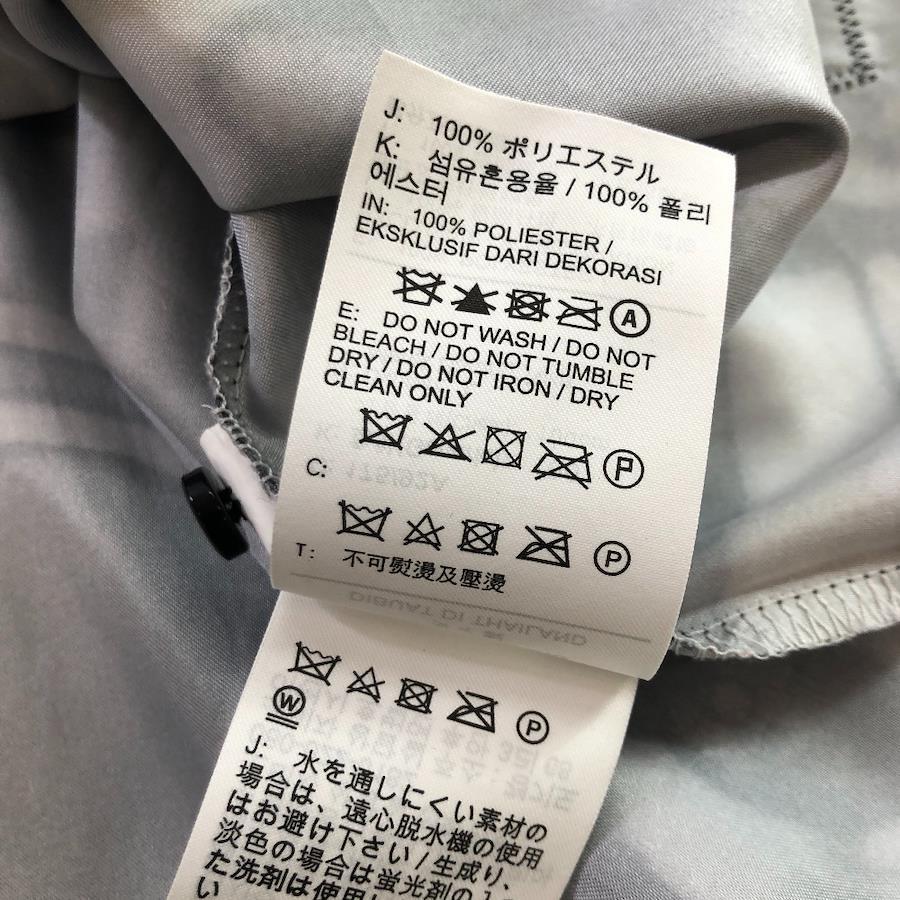 J: 100% ポリエステル
K: 섬유혼용율 / 100% 폴리
에스터
IN: 100% POLIESTER /
EKSKLUSIF DARI DEKORASI
A
E: DO NOT WASH / DO NOT
BLEACH / DO NOT TUMBLE
DRY / DO NOT IRON / DRY
CLEAN ONLY
P
C:
P
T: 不可熨燙及壓燙
DIBUAT DI THAILAND
P
W
J: 水を通しにくい素材の
場合は、遠心脱水機の使用
はお避け下さい / 生成り、
淡色の場合は蛍光剤の入っ
た洗剤は使用し
い